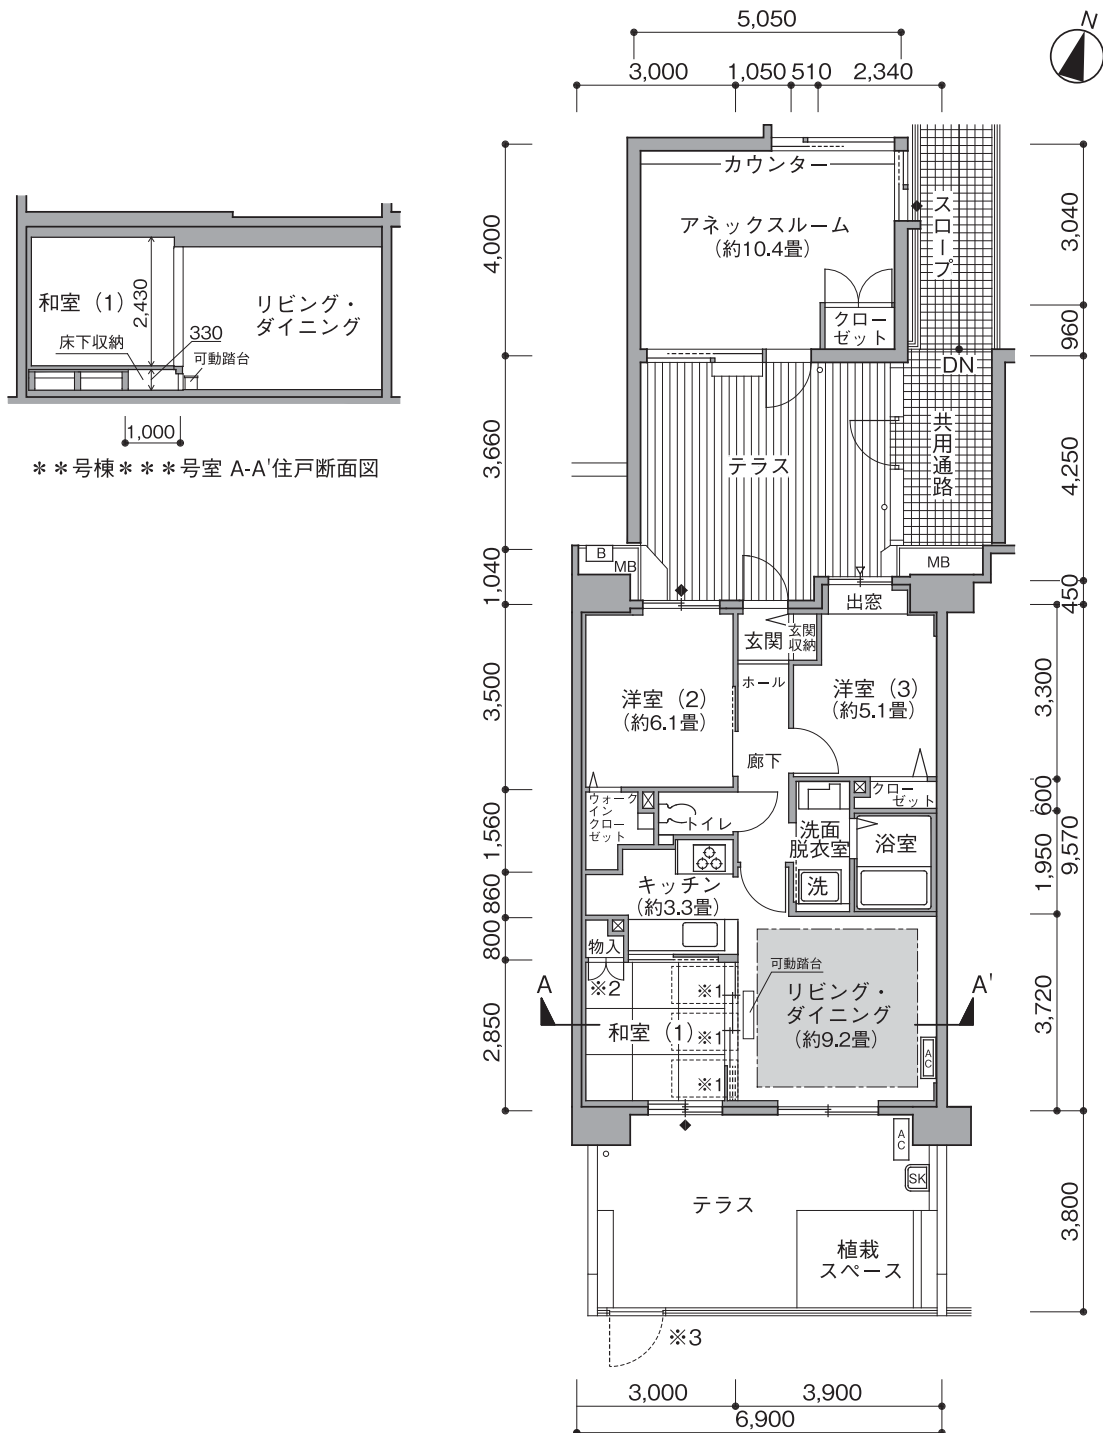 5,050
3,000
1,050
510
2,340
N
カウンター
アネックスルーム
(約10.4畳)
クロー
ゼット
スロープ
DN
共用通路
4,000
3,660
1,040
3,500
1,560
860
800
2,850
3,040
960
4,250
450
3,300
600
1,950
9,570
3,720
3,800
和室 (1)
2,430
リビング・
ダイニング
床下収納
330
可動踏台
1,000
**号棟***号室 A-A'住戸断面図
テラス
B
MB
MB
出窓
玄関
玄関
収納
ホール
洋室 (2)
(約6.1畳)
洋室 (3)
(約5.1畳)
廊下
ウォーク
イン
クロー
ゼット
トイレ
クロー
ゼット
洗面
脱衣室
浴室
洗
キッチン
(約3.3畳)
物入
※2
※1
※1
※1
和室 (1)
可動踏台
リビング・
ダイニング
(約9.2畳)
A
A'
AC
AC
SK
テラス
植栽
スペース
※3
3,000
3,900
6,900